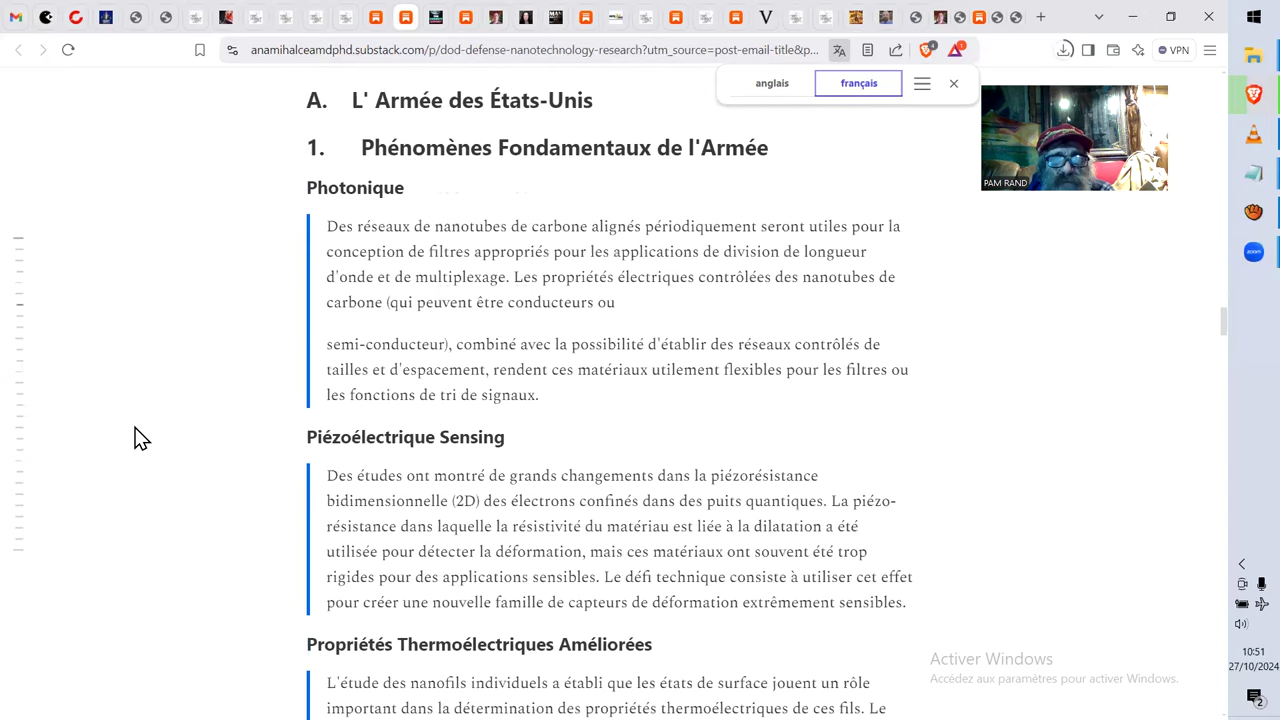 ananihalceamdphd.substack.com/p/dod-defense-nanotechnology-research?utm_source=post-email-title&p...
4
1
VPN
anglais
français
A. L' Armée des États-Unis
1. Phénomènes Fondamentaux de l'Armée
PAM RAND
Photonique
Des réseaux de nanotubes de carbone alignés périodiquement seront utiles pour la
conception de filtres appropriés pour les applications de division de longueur
d'onde et de multiplexage. Les propriétés électriques contrôlées des nanotubes de
carbone (qui peuvent être conducteurs ou
semi-conducteur), combiné avec la possibilité d'établir des réseaux contrôlés de
tailles et d'espacement, rendent ces matériaux utilement flexibles pour les filtres ou
les fonctions de tri de signaux.
Piézoélectrique Sensing
Des études ont montré de grands changements dans la piézorésistance
bidimensionnelle (2D) des électrons confinés dans des puits quantiques. La piézo-
résistance dans laquelle la résistivité du matériau est liée à la dilatation a été
utilisée pour détecter la déformation, mais ces matériaux ont souvent été trop
rigides pour des applications sensibles. Le défi technique consiste à utiliser cet effet
pour créer une nouvelle famille de capteurs de déformation extrêmement sensibles.
Propriétés Thermoélectriques Améliorées
L'étude des nanofils individuels a établi que les états de surface jouent un rôle
important dans la détermination des propriétés thermoélectriques de ces fils. Le
Activer Windows
Accédez aux paramètres pour activer Windows.
zoom
10:51
27/10/2024
2